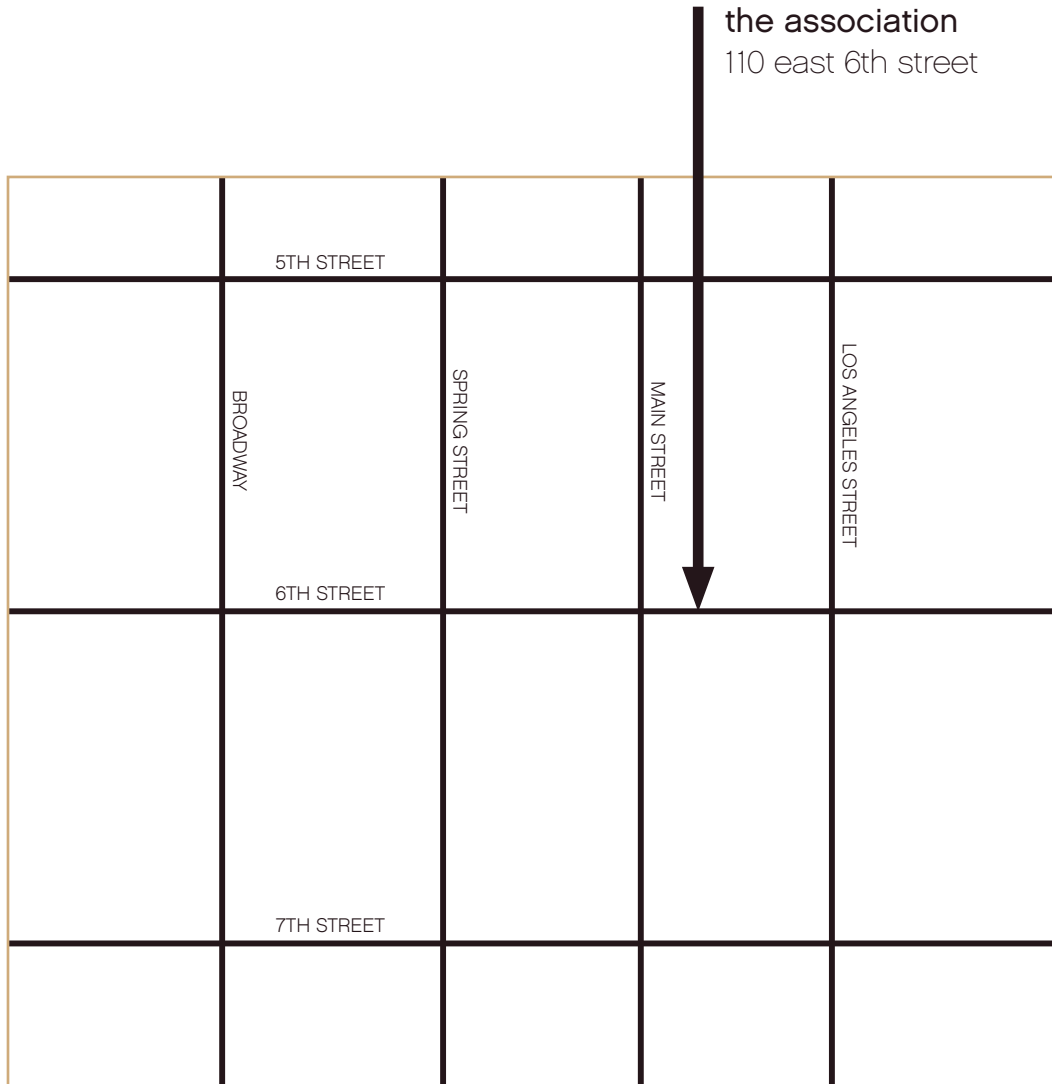 the association
110 east 6th street
5TH STREET
BROADWAY
SPRING STREET
MAIN STREET
LOS ANGELES STREET
6TH STREET
7TH STREET